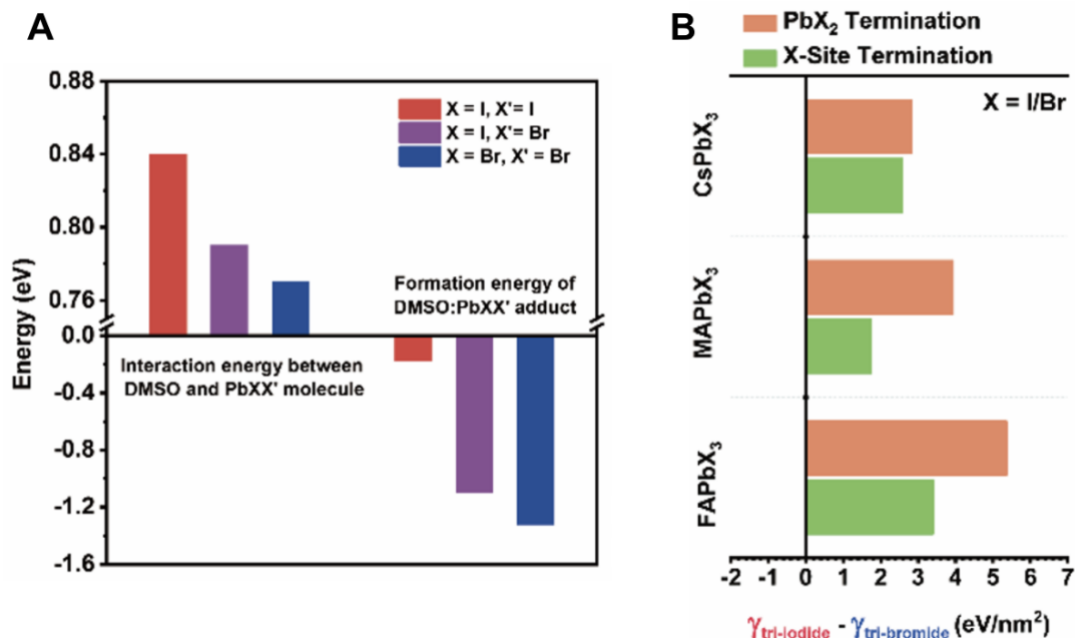 A
Energy (eV)
0.88
0.84
0.80
0.76
0.0
-0.4
-0.8
-1.2
-1.6
X = I, X'= I
X = I, X'= Br
X = Br, X' = Br
Formation energy of
DMSO:PbXX' adduct
Interaction energy between
DMSO and PbXX' molecule
B
PbX₂ Termination
X-Site Termination
X = I/Br
CsPbX₃
MAPbX₃
FAPbX₃
-2 -1 0 1 2 3 4 5 6 7
γtri-iodide - γtri-bromide (eV/nm²)